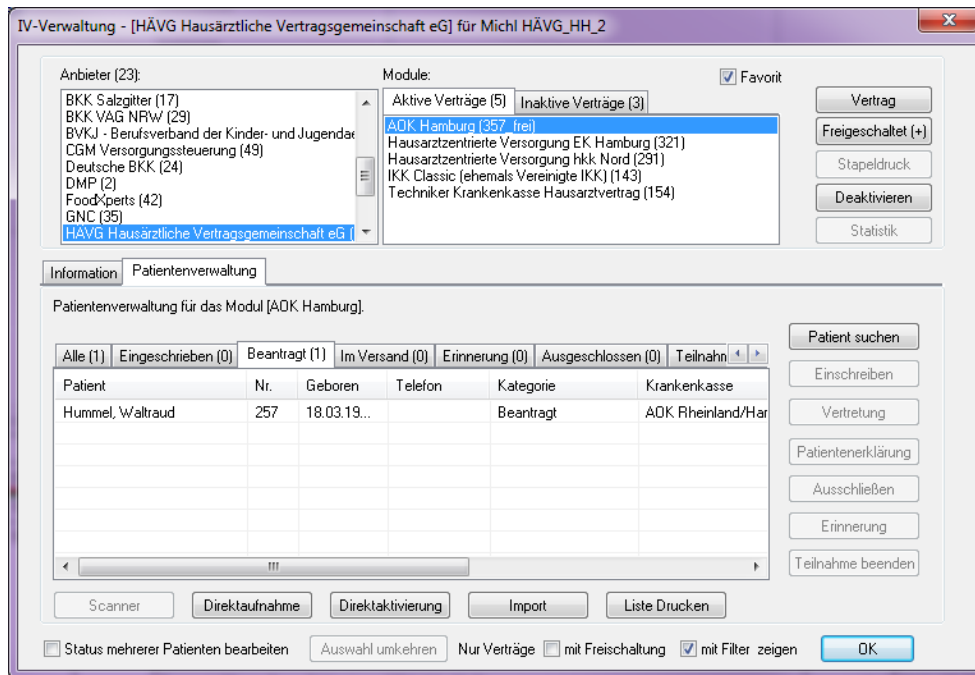 IV-Verwaltung - [HÄVG Hausärztliche Vertragsgemeinschaft eG] für Michl HÄVG_HH_2
Anbieter (23):
BKK Salzgitter (17)
BKK VAG NRW (29)
BVKJ - Berufsverband der Kinder- und Jugendae
CGM Versorgungssteuerung (49)
Deutsche BKK (24)
DMP (2)
FoodXperts (42)
GNC (35)
HÄVG Hausärztliche Vertragsgemeinschaft eG (
Module:
Favorit
Aktive Verträge (5) Inaktive Verträge (3)
AOK Hamburg (357_frei)
Hausarztzentrierte Versorgung EK Hamburg (321)
Hausarztzentrierte Versorgung hkk Nord (291)
IKK Classic (ehemals Vereinigte IKK) (143)
Techniker Krankenkasse Hausarztvertrag (154)
Vertrag
Freigeschaltet (+)
Stapeldruck
Deaktivieren
Statistik
Information Patientenverwaltung
Patientenverwaltung für das Modul [AOK Hamburg].
Alle (1) Eingeschrieben (0) Beantragt (1) Im Versand (0) Erinnerung (0) Ausgeschlossen (0) Teilnahn
Patient Nr. Geboren Telefon Kategorie Krankenkasse
Hummel, Waltraud 257 18.03.19... Beantragt AOK Rheinland/Har
Patient suchen
Einschreiben
Vertretung
Patientenerklärung
Ausschließen
Erinnerung
Teilnahme beenden
Scanner Direktaufnahme Direktaktivierung Import Liste Drucken
Status mehrerer Patienten bearbeiten Auswahl umkehren Nur Verträge mit Freischaltung mit Filter zeigen OK